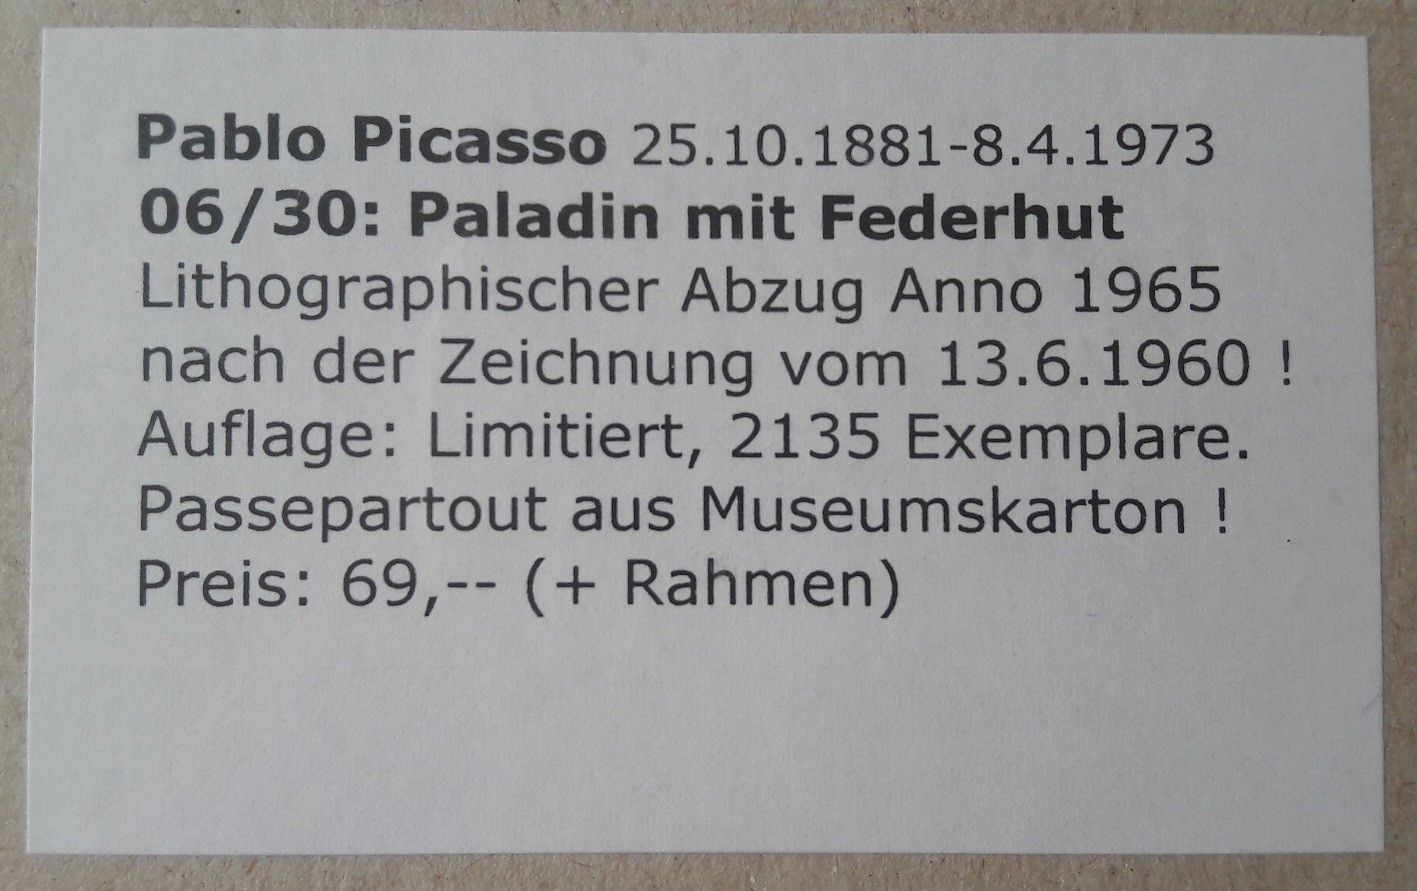 Pablo Picasso 25.10.1881-8.4.1973
06/30: Paladin mit Federhut
Lithographischer Abzug Anno 1965
nach der Zeichnung vom 13.6.1960 !
Auflage: Limitiert, 2135 Exemplare.
Passepartout aus Museumskarton !
Preis: 69,-- (+ Rahmen)